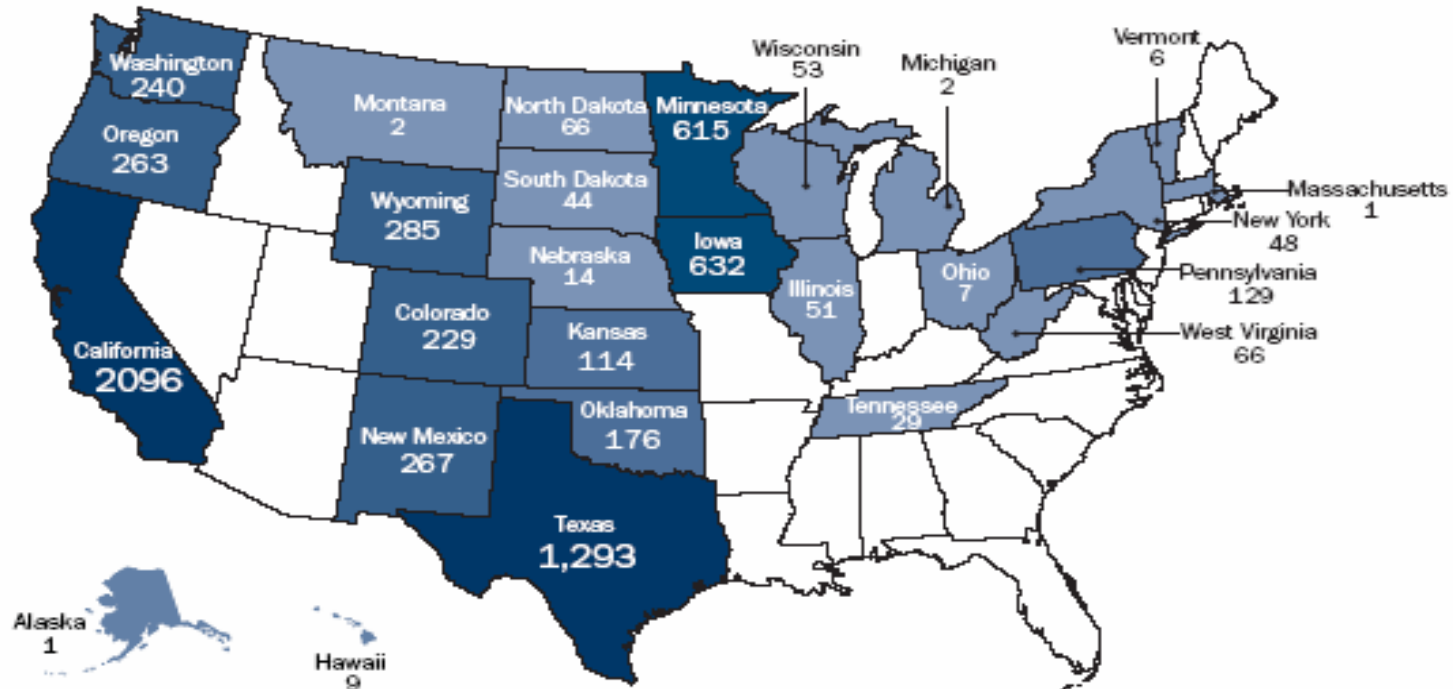 Washington
240
Oregon
263
California
2096
Montana
2
Wyoming
285
Colorado
229
New Mexico
267
North Dakota
66
South Dakota
44
Nebraska
14
Kansas
114
Oklahoma
176
Texas
1,293
Minnesota
615
Iowa
632
Wisconsin
53
Illinois
51
Michigan
2
Ohio
7
Tennessee
29
Vermont
6
Massachusetts
1
New York
48
Pennsylvania
129
West Virginia
66
Alaska
1
Hawaii
9